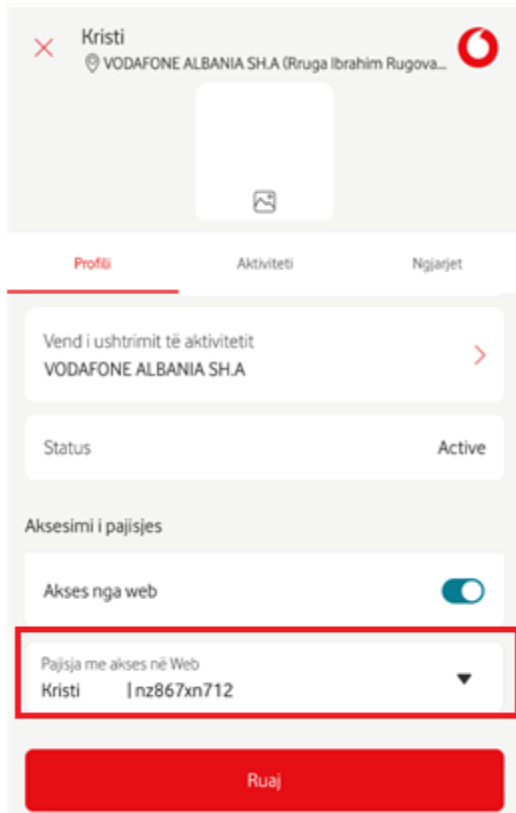 Kristi
VODAFONE ALBANIA SH.A (Rruga Ibrahim Rugova...
Profili Aktiviteti Ngjarjet
Vend i ushtrimit të aktivitetit
VODAFONE ALBANIA SH.A
Status Active
Aksesimi i pajisjes
Akses nga web
Pajisja me akses në Web
Kristi | nz867xn712
Ruaj